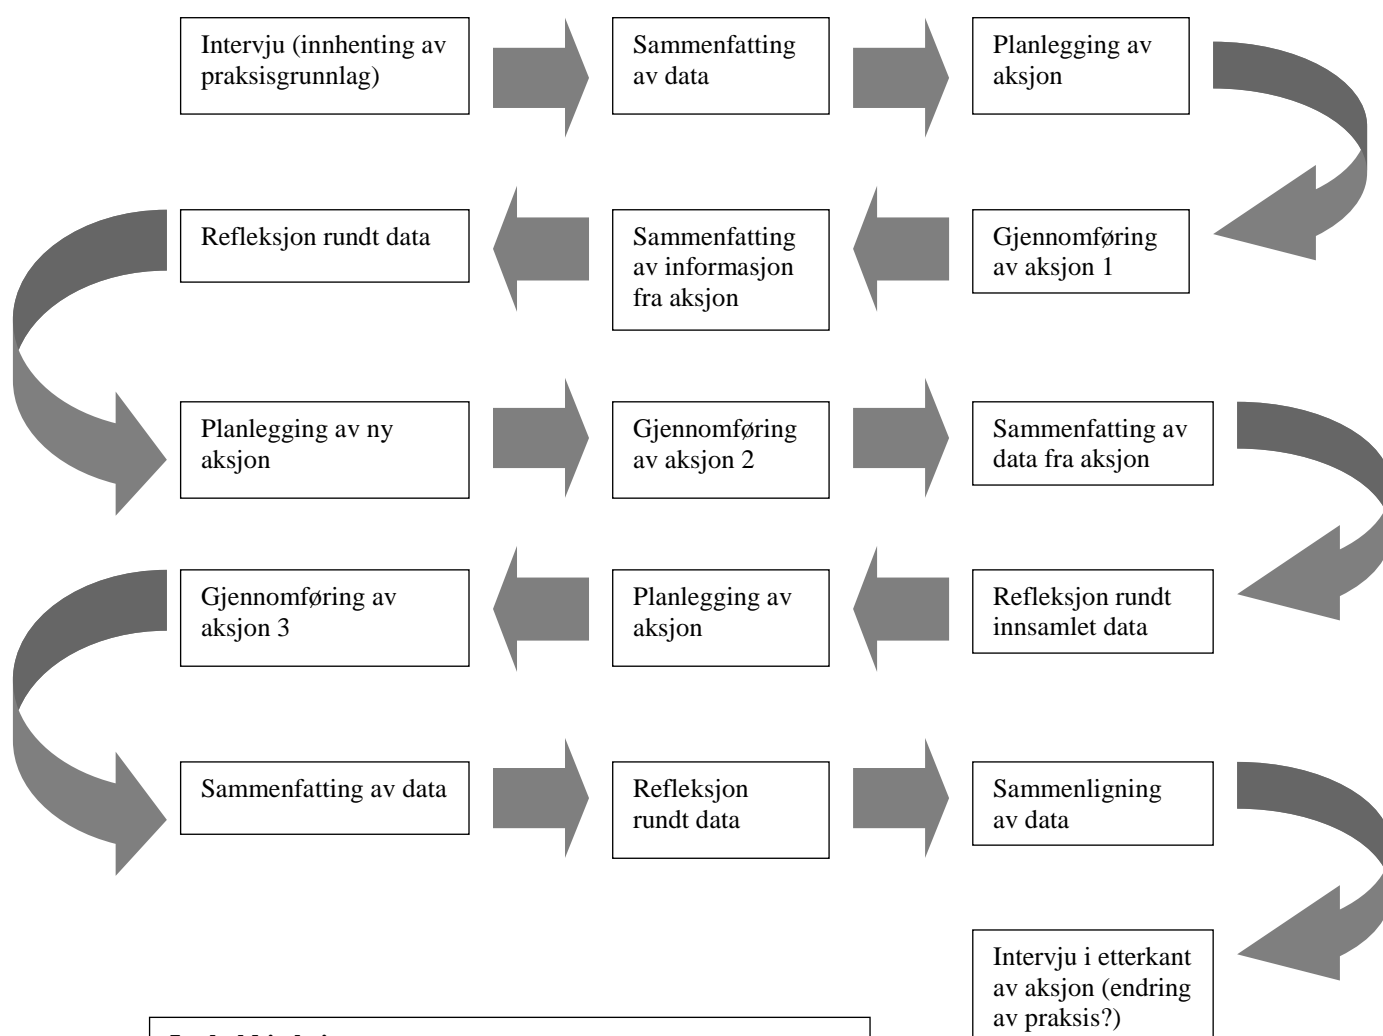 Intervju (innhenting av
praksisgrunnlag)
Sammenfatting
av data
Planlegging av
aksjon
Refleksjon rundt data
Sammenfatting
av informasjon
fra aksjon
Gjennomføring
av aksjon 1
Planlegging av ny
aksjon
Gjennomføring
av aksjon 2
Sammenfatting av
data fra aksjon
Gjennomføring av
aksjon 3
Planlegging av
aksjon
Refleksjon rundt
innsamlet data
Sammenfatting av data
Refleksjon
rundt data
Sammenligning
av data
Intervju i etterkant
av aksjon (endring
av praksis?)